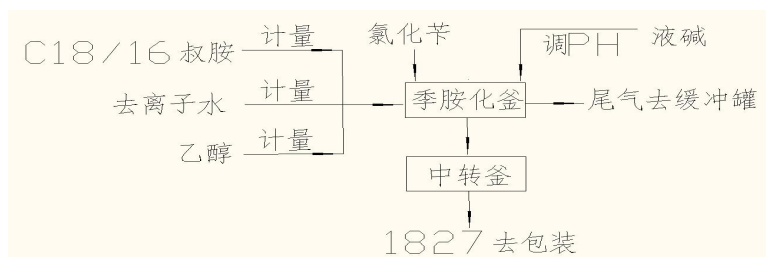 C18/16叔胺 计量 氯化苄 调PH 液碱
去离子水 计量 季胺化釜 尾气去缓冲罐
乙醇 计量
中转釜
1827去包装